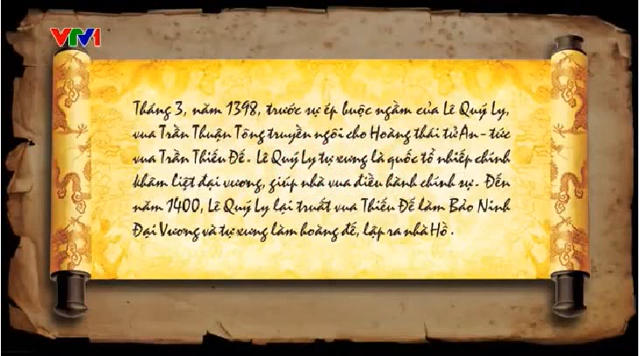 VTV1
Tháng 3, năm 1398, trước sự ép buộc ngầm của Lê Quý Ly,
vua Trần Thuận Tông truyền ngôi cho Hoàng thái tử An - tức
vua Trần Thiếu Đế. Lê Quý Ly tự xưng là quốc tổ nhiếp chính
khâm liệt đại vương, giúp nhà vua điều hành chính sự. Đến
năm 1400, Lê Quý Ly lại truất vua Thiếu Đế làm Bảo Ninh
Đại Vương và tự xưng làm hoàng đế, lập ra nhà Hồ.